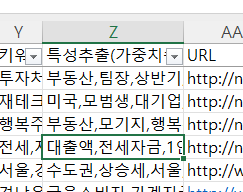 Y Z AA
키워 특성추출(가중치 URL
투자처 부동산,팀장,상반기 http://n
재테크 미국,모범생,대기업 http://n
행복주 부동산,모기지,행복 http://n
전세,지 대출액,전세자금,1인 http://n
서울,경 수도권,상승세,서울 http://w